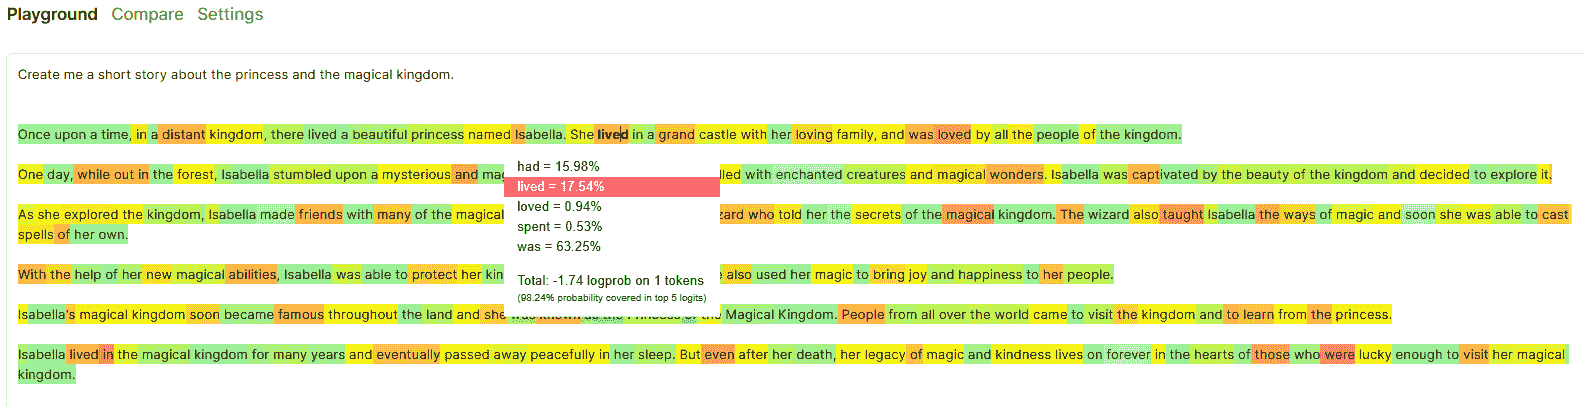 Playground Compare Settings
Create me a short story about the princess and the magical kingdom.
Once upon a time, in a distant kingdom, there lived a beautiful princess named Isabella. She lived in a grand castle with her loving family, and was loved by all the people of the kingdom.
One day, while out in the forest, Isabella stumbled upon a mysterious and mag
lled with enchanted creatures and magical wonders. Isabella was captivated by the beauty of the kingdom and decided to explore it.
As she explored the kingdom, Isabella made friends with many of the magical
zard who told her the secrets of the magical kingdom. The wizard also taught Isabella the ways of magic and soon she was able to cast
spells of her own.
With the help of her new magical abilities, Isabella was able to protect her kin
also used her magic to bring joy and happiness to her people.
Isabella's magical kingdom soon became famous throughout the land and she was known as the Princess of the Magical Kingdom. People from all over the world came to visit the kingdom and to learn from the princess.
Isabella lived in the magical kingdom for many years and eventually passed away peacefully in her sleep. But even after her death, her legacy of magic and kindness lives on forever in the hearts of those who were lucky enough to visit her magical
kingdom.
had = 15.98%
lived = 17.54%
loved = 0.94%
spent = 0.53%
was = 63.25%
Total: -1.74 logprob on 1 tokens
(98.24% probability covered in top 5 logits)